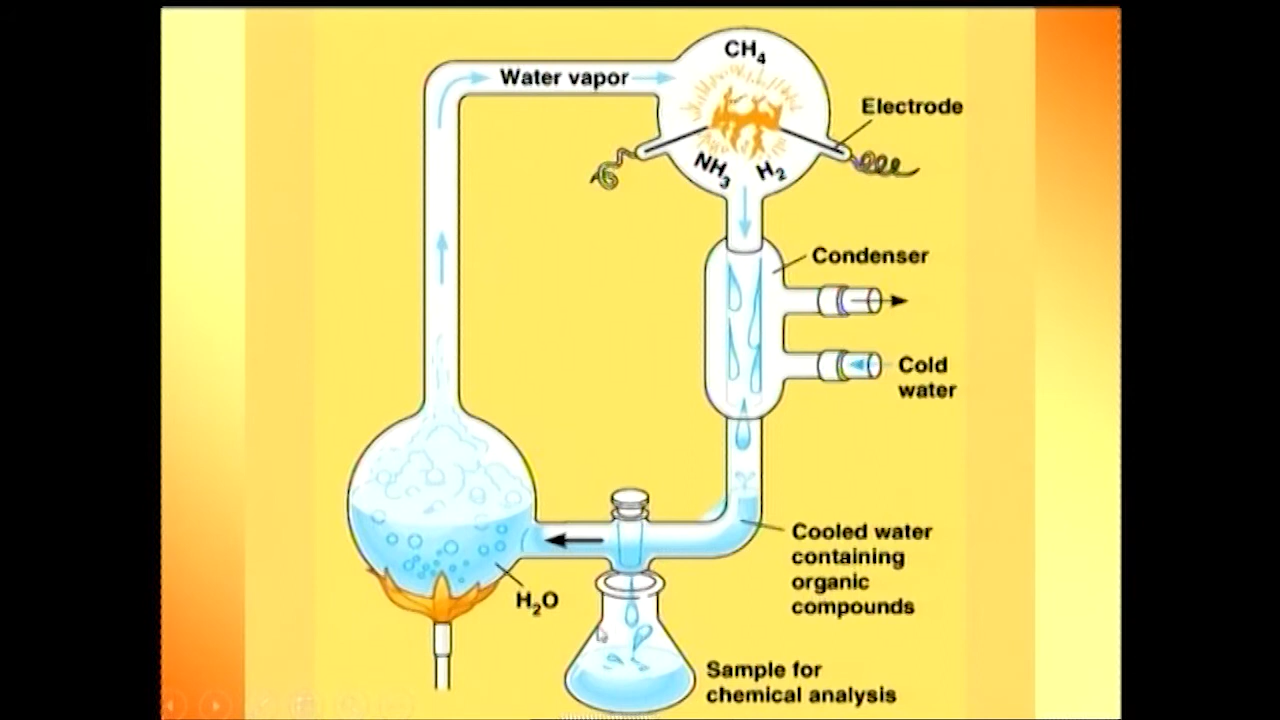 CH₄
Water vapor
Electrode
NH₃
H₂
Condenser
Cold
water
Cooled water
containing
organic
compounds
H₂O
Sample for
chemical analysis